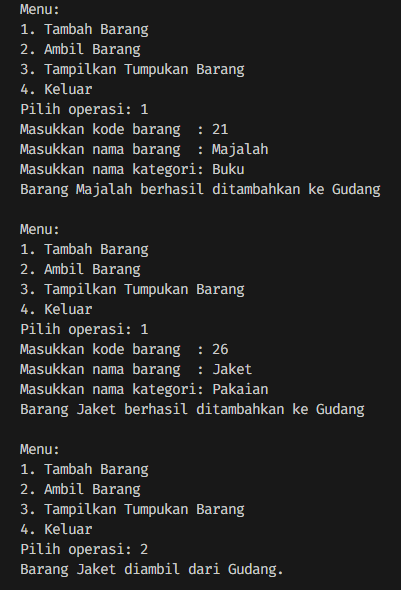 Menu:
1. Tambah Barang
2. Ambil Barang
3. Tampilkan Tumpukan Barang
4. Keluar
Pilih operasi: 1
Masukkan kode barang  : 21
Masukkan nama barang  : Majalah
Masukkan nama kategori: Buku
Barang Majalah berhasil ditambahkan ke Gudang

Menu:
1. Tambah Barang
2. Ambil Barang
3. Tampilkan Tumpukan Barang
4. Keluar
Pilih operasi: 1
Masukkan kode barang  : 26
Masukkan nama barang  : Jaket
Masukkan nama kategori: Pakaian
Barang Jaket berhasil ditambahkan ke Gudang

Menu:
1. Tambah Barang
2. Ambil Barang
3. Tampilkan Tumpukan Barang
4. Keluar
Pilih operasi: 2
Barang Jaket diambil dari Gudang.